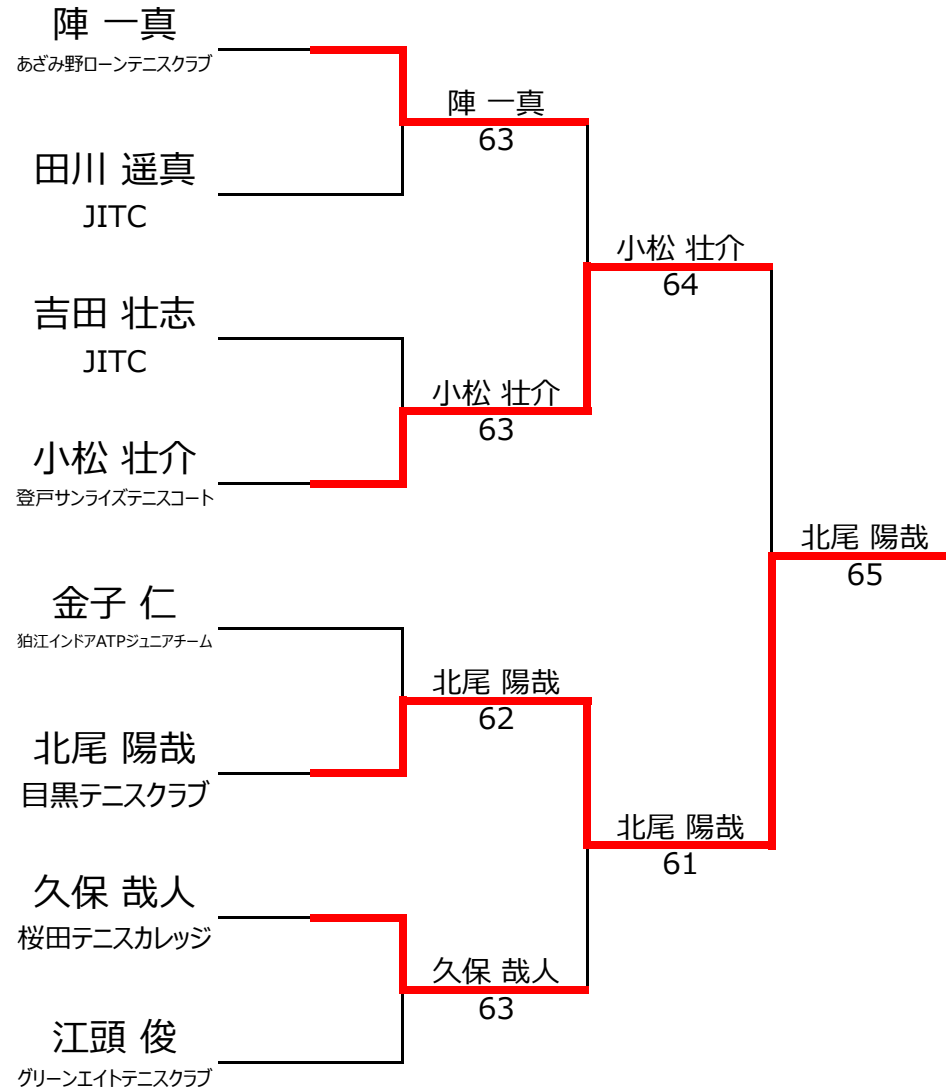 陣 一真
あざみ野ローンテニスクラブ
陣 一真
63
田川 遥真
JITC
小松 壮介
64
吉田 壮志
JITC
小松 壮介
63
小松 壮介
登戸サンライズテニスコート
北尾 陽哉
65
金子 仁
狛江インドアATPジュニアチーム
北尾 陽哉
62
北尾 陽哉
目黒テニスクラブ
北尾 陽哉
61
久保 哉人
桜田テニスカレッジ
久保 哉人
63
江頭 俊
グリーンエイトテニスクラブ